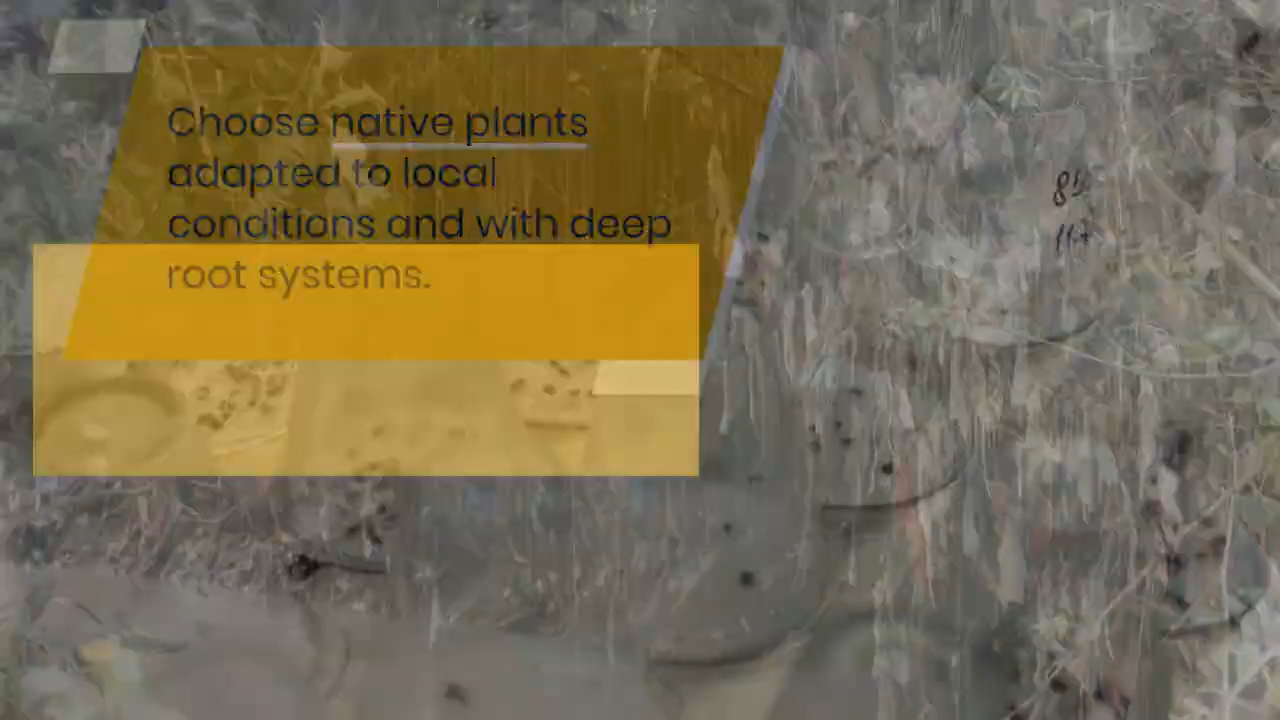 Choose native plants
adapted to local
conditions and with deep
root systems.